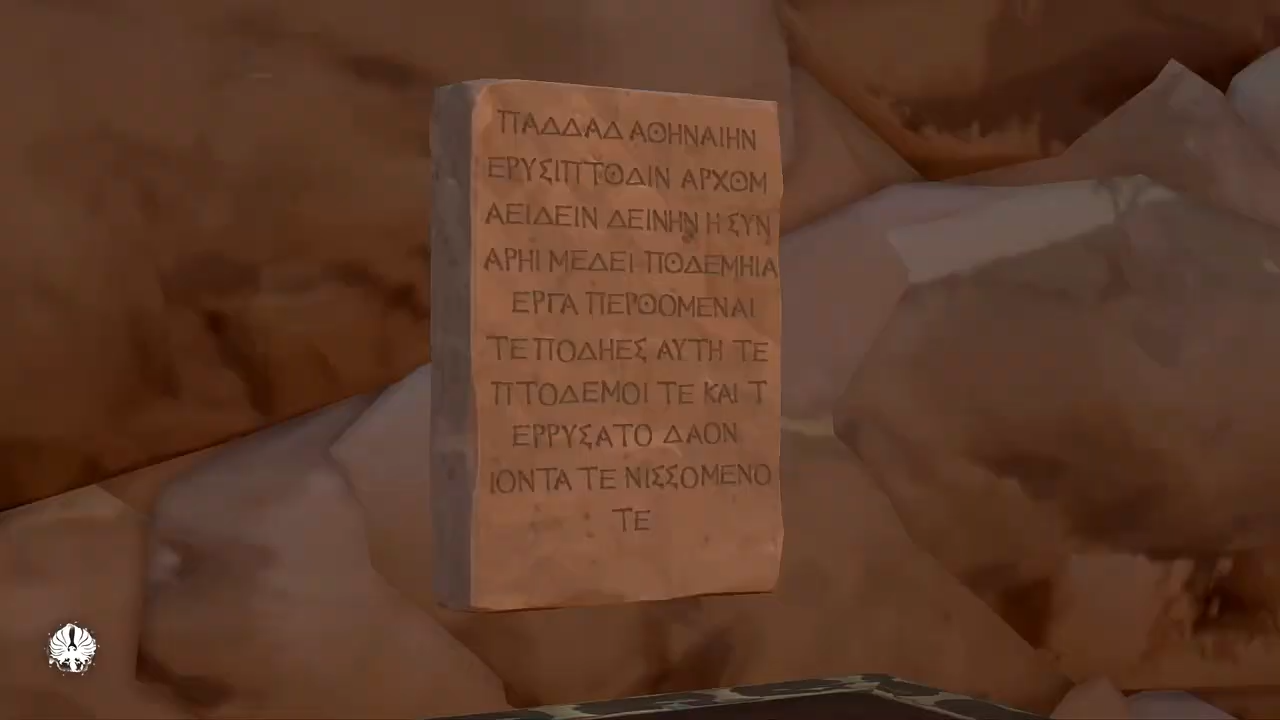 ΠΑΔΔΑΔ ΑΘΗΝΑΙΗΝ
ΕΡΥΣΙΠΤΟΔΙΝ ΑΡΧΟΜ
ΑΕΙΔΕΙΝ ΔΕΙΝΗΝ Η ΣΥΝ
ΑΡΗΙ ΜΕΔΕΙ ΠΟΔΕΜΗΙΑ
ΕΡΓΑ ΠΕΡΘΟΜΕΝΑΙ
ΤΕ ΠΟΔΗΕΣ ΑΥΤΗ ΤΕ
ΠΤΟΔΕΜΟΙ ΤΕ ΚΑΙ Τ
ΕΡΡΥΣΑΤΟ ΔΑΟΝ
ΙΟΝΤΑ ΤΕ ΝΙΣΣΟΜΕΝΟ
ΤΕ